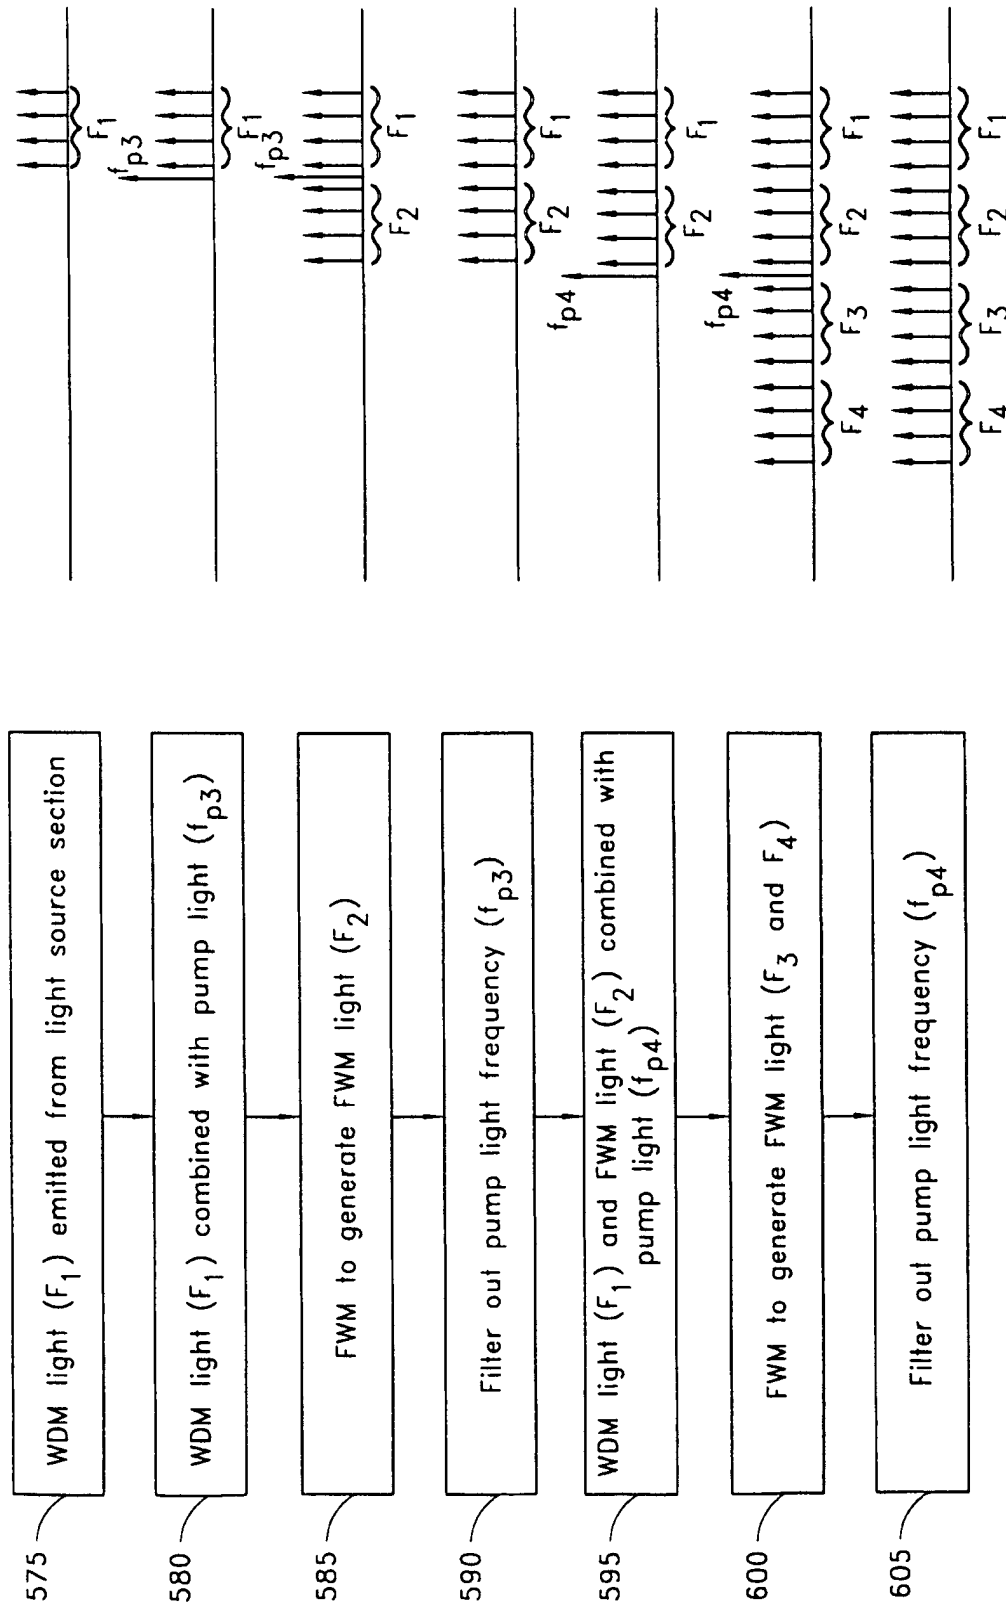 575
WDM light (F1) emitted from light source section
F1
580
WDM light (F1) combined with pump light (fp3)
fp3
F1
585
FWM to generate FWM light (F2)
fp3
F2
F1
590
Filter out pump light frequency (fp3)
F2
F1
595
WDM light (F1) and FWM light (F2) combined with
pump light (fp4)
fp4
F2
F1
600
FWM to generate FWM light (F3 and F4)
fp4
F4
F3
F2
F1
605
Filter out pump light frequency (fp4)
F4
F3
F2
F1